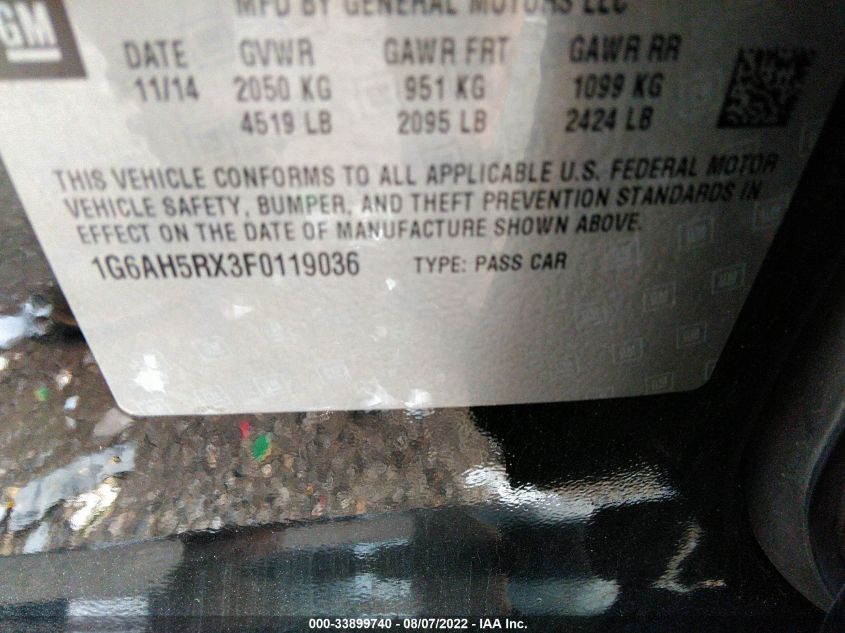 MFD BY GENERAL MOTORS LLC
GM
DATE GVWR GAWR FRT GAWR RR
11/14 2050 KG 951 KG 1099 KG
4519 LB 2095 LB 2424 LB
THIS VEHICLE CONFORMS TO ALL APPLICABLE U.S. FEDERAL MOTOR
VEHICLE SAFETY, BUMPER, AND THEFT PREVENTION STANDARDS IN
EFFECT ON THE DATE OF MANUFACTURE SHOWN ABOVE.
1G6AH5RX3F0119036 TYPE: PASS CAR
000-33899740 - 08/07/2022 - IAA Inc.